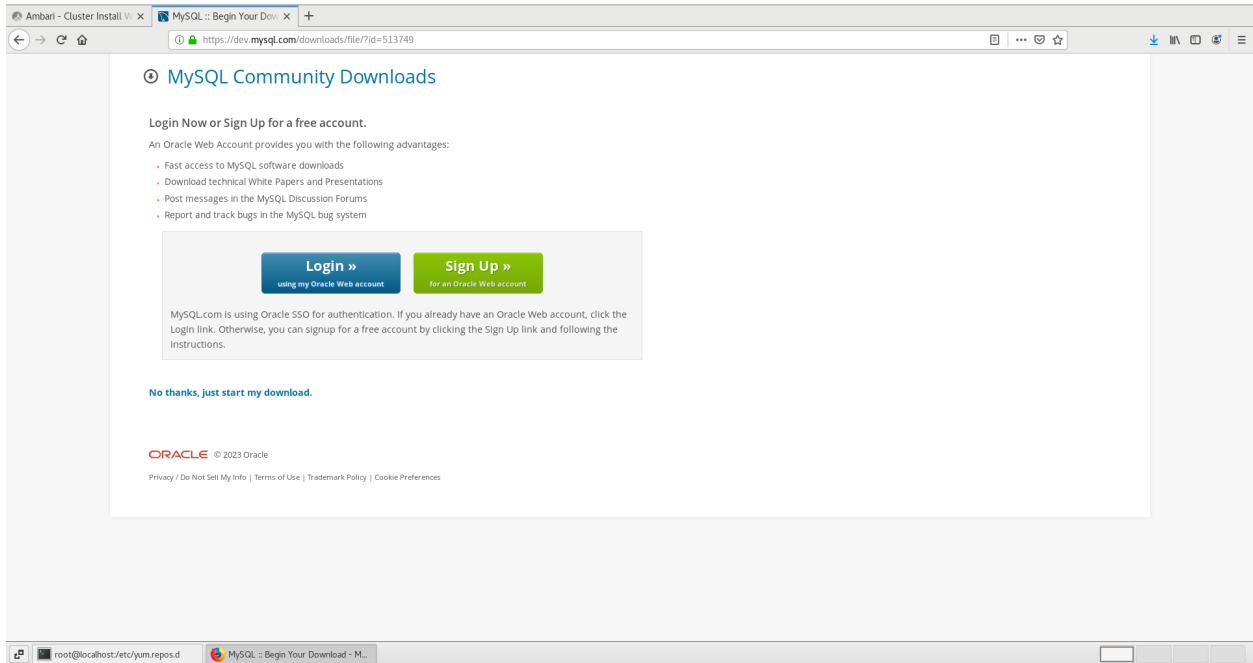 Ambari - Cluster Install W
MySQL :: Begin Your Dow
https://dev.mysql.com/downloads/file/?id=513749
MySQL Community Downloads
Login Now or Sign Up for a free account.
An Oracle Web Account provides you with the following advantages:
Fast access to MySQL software downloads
Download technical White Papers and Presentations
Post messages in the MySQL Discussion Forums
Report and track bugs in the MySQL bug system
Login »
using my Oracle Web account
Sign Up »
for an Oracle Web account
MySQL.com is using Oracle SSO for authentication. If you already have an Oracle Web account, click the
Login link. Otherwise, you can signup for a free account by clicking the Sign Up link and following the
instructions.
No thanks, just start my download.
ORACLE © 2023 Oracle
Privacy / Do Not Sell My Info | Terms of Use | Trademark Policy | Cookie Preferences
root@localhost:/etc/yum.repos.d
MySQL :: Begin Your Download - M...